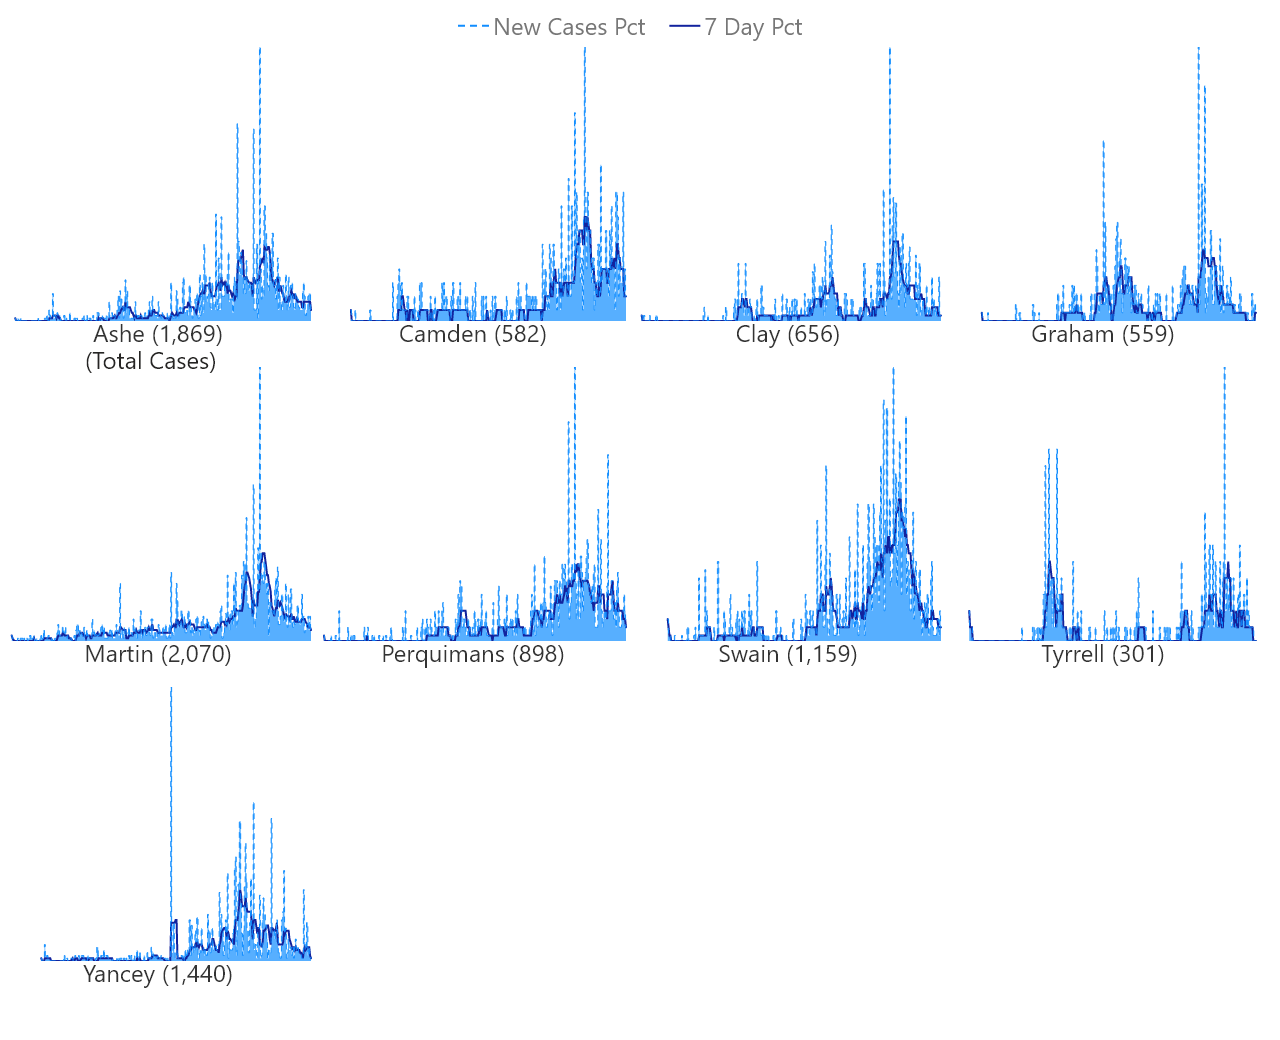 New Cases Pct 7 Day Pct
Ashe (1,869)
(Total Cases)
Camden (582)
Clay (656)
Graham (559)
Martin (2,070)
Perquimans (898)
Swain (1,159)
Tyrrell (301)
Yancey (1,440)